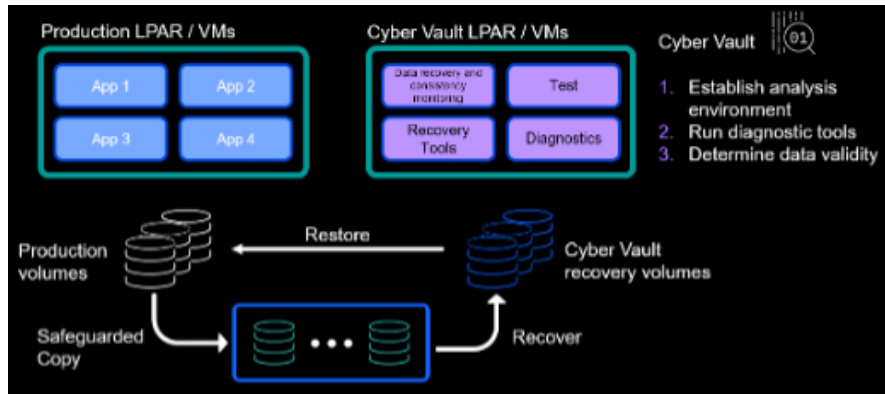 Production LPAR / VMs
App 1
App 2
App 3
App 4
Cyber Vault LPAR / VMs
Data recovery and
consistency
monitoring
Test
Recovery
Tools
Diagnostics
Cyber Vault
01
1. Establish analysis
environment
2. Run diagnostic tools
3. Determine data validity
Production
volumes
Restore
Cyber Vault
recovery volumes
Safeguarded
Copy
Recover